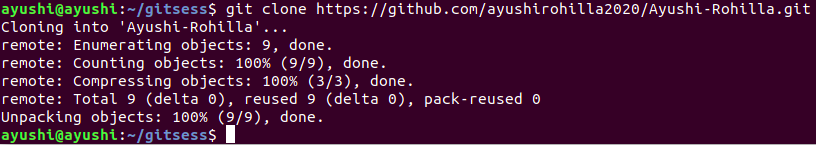 ayushi@ayushi:~/gitsess$ git clone https://github.com/ayushirohilla2020/Ayushi-Rohilla.git
Cloning into 'Ayushi-Rohilla'...
remote: Enumerating objects: 9, done.
remote: Counting objects: 100% (9/9), done.
remote: Compressing objects: 100% (3/3), done.
remote: Total 9 (delta 0), reused 9 (delta 0), pack-reused 0
Unpacking objects: 100% (9/9), done.
ayushi@ayushi:~/gitsess$